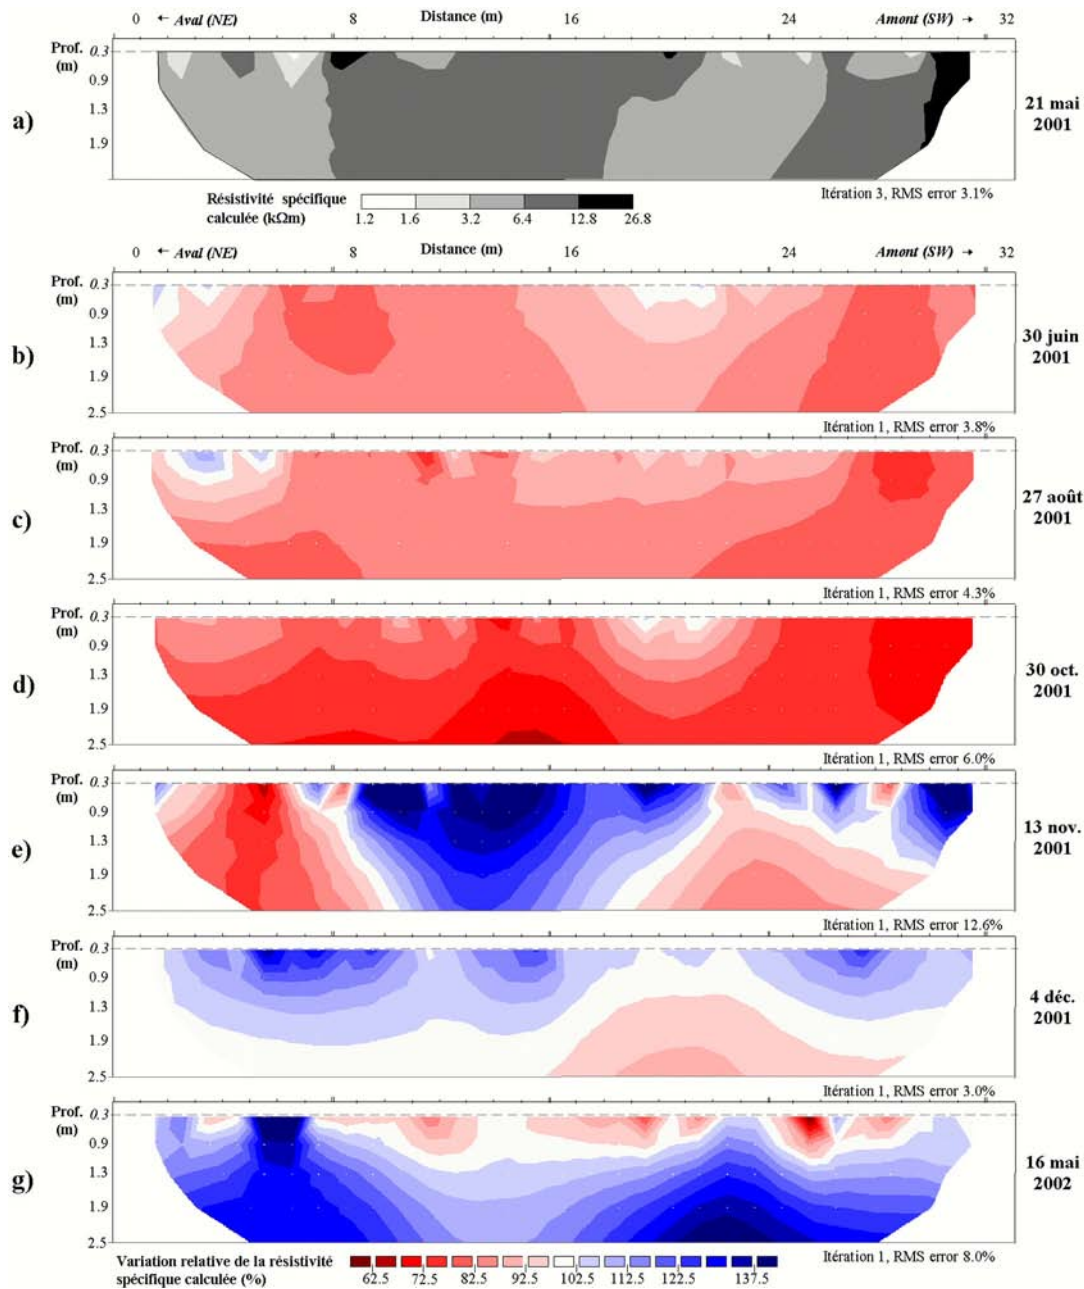 0 ← Aval (NE) 8 Distance (m) 16 24 Amont (SW) → 32
Prof. 0.3
(m)
0.9
1.3
1.9
a)
21 mai
2001
Itération 3, RMS error 3.1%
Résistivité spécifique
calculée (kΩm)
1.2 1.6 3.2 6.4 12.8 26.8
0 ← Aval (NE) 8 Distance (m) 16 24 Amont (SW) → 32
Prof. 0.3
(m)
0.9
1.3
1.9
2.5
b)
30 juin
2001
Itération 1, RMS error 3.8%
Prof. 0.3
(m)
0.9
1.3
1.9
2.5
c)
27 août
2001
Itération 1, RMS error 4.3%
Prof. 0.3
(m)
0.9
1.3
1.9
2.5
d)
30 oct.
2001
Itération 1, RMS error 6.0%
Prof. 0.3
(m)
0.9
1.3
1.9
2.5
e)
13 nov.
2001
Itération 1, RMS error 12.6%
Prof. 0.3
(m)
0.9
1.3
1.9
2.5
f)
4 déc.
2001
Itération 1, RMS error 3.0%
Prof. 0.3
(m)
0.9
1.3
1.9
2.5
g)
16 mai
2002
Itération 1, RMS error 8.0%
Variation relative de la résistivité
spécifique calculée (%)
62.5 72.5 82.5 92.5 102.5 112.5 122.5 137.5